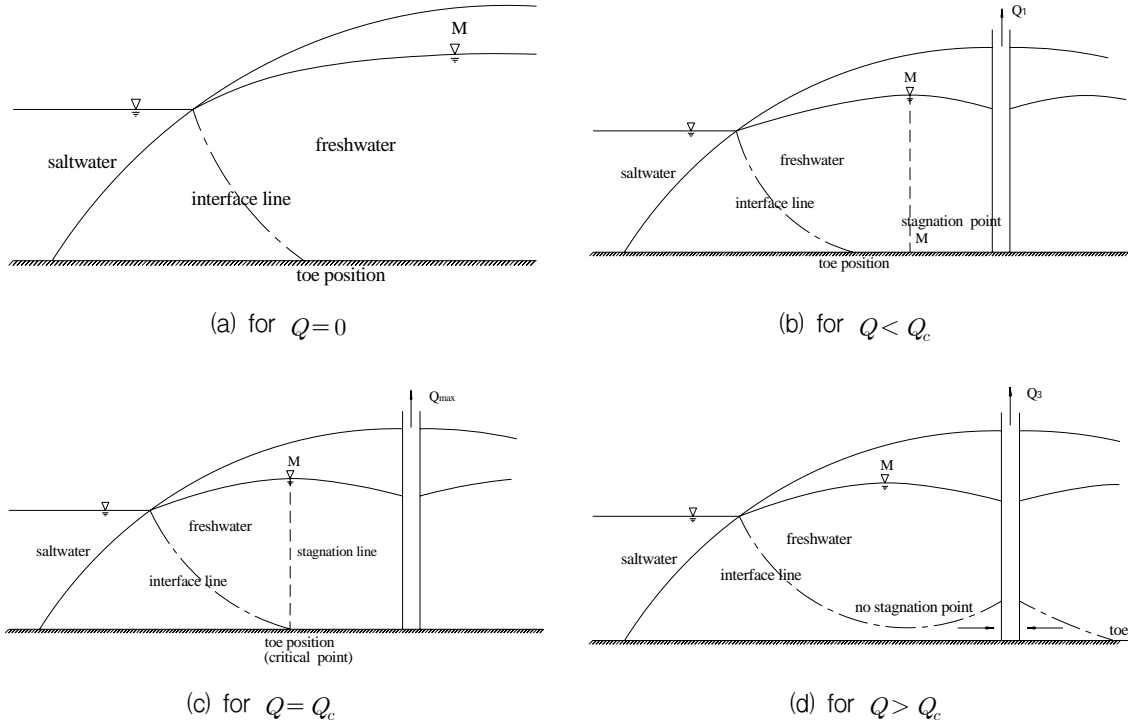 M
freshwater
saltwater
interface line
toe position
(a) for Q = 0
Q1
M
freshwater
saltwater
interface line
stagnation point
M
toe position
(b) for Q < Qc
Qmax
M
freshwater
stagnation line
saltwater
interface line
toe position
(critical point)
(c) for Q = Qc
Q3
M
freshwater
saltwater
interface line
no stagnation point
toe
(d) for Q > Qc